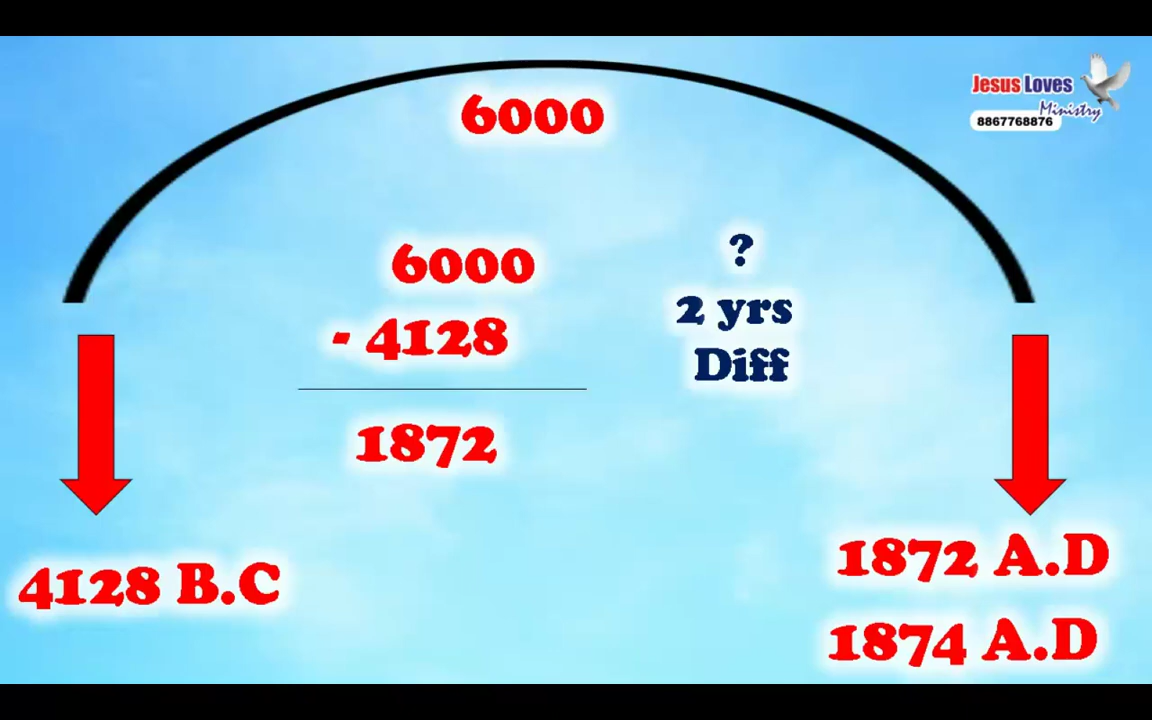 6000
Jesus Loves
Ministry
8867768876
6000
- 4128
1872
?
2 yrs
Diff
4128 B.C
1872 A.D
1874 A.D